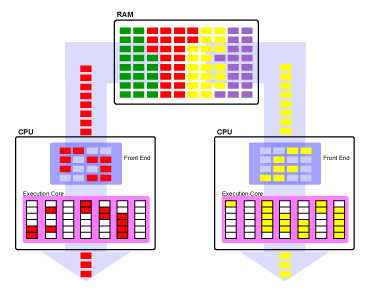 RAM
CPU
Front End
Execution Core
CPU
Front End
Execution Core